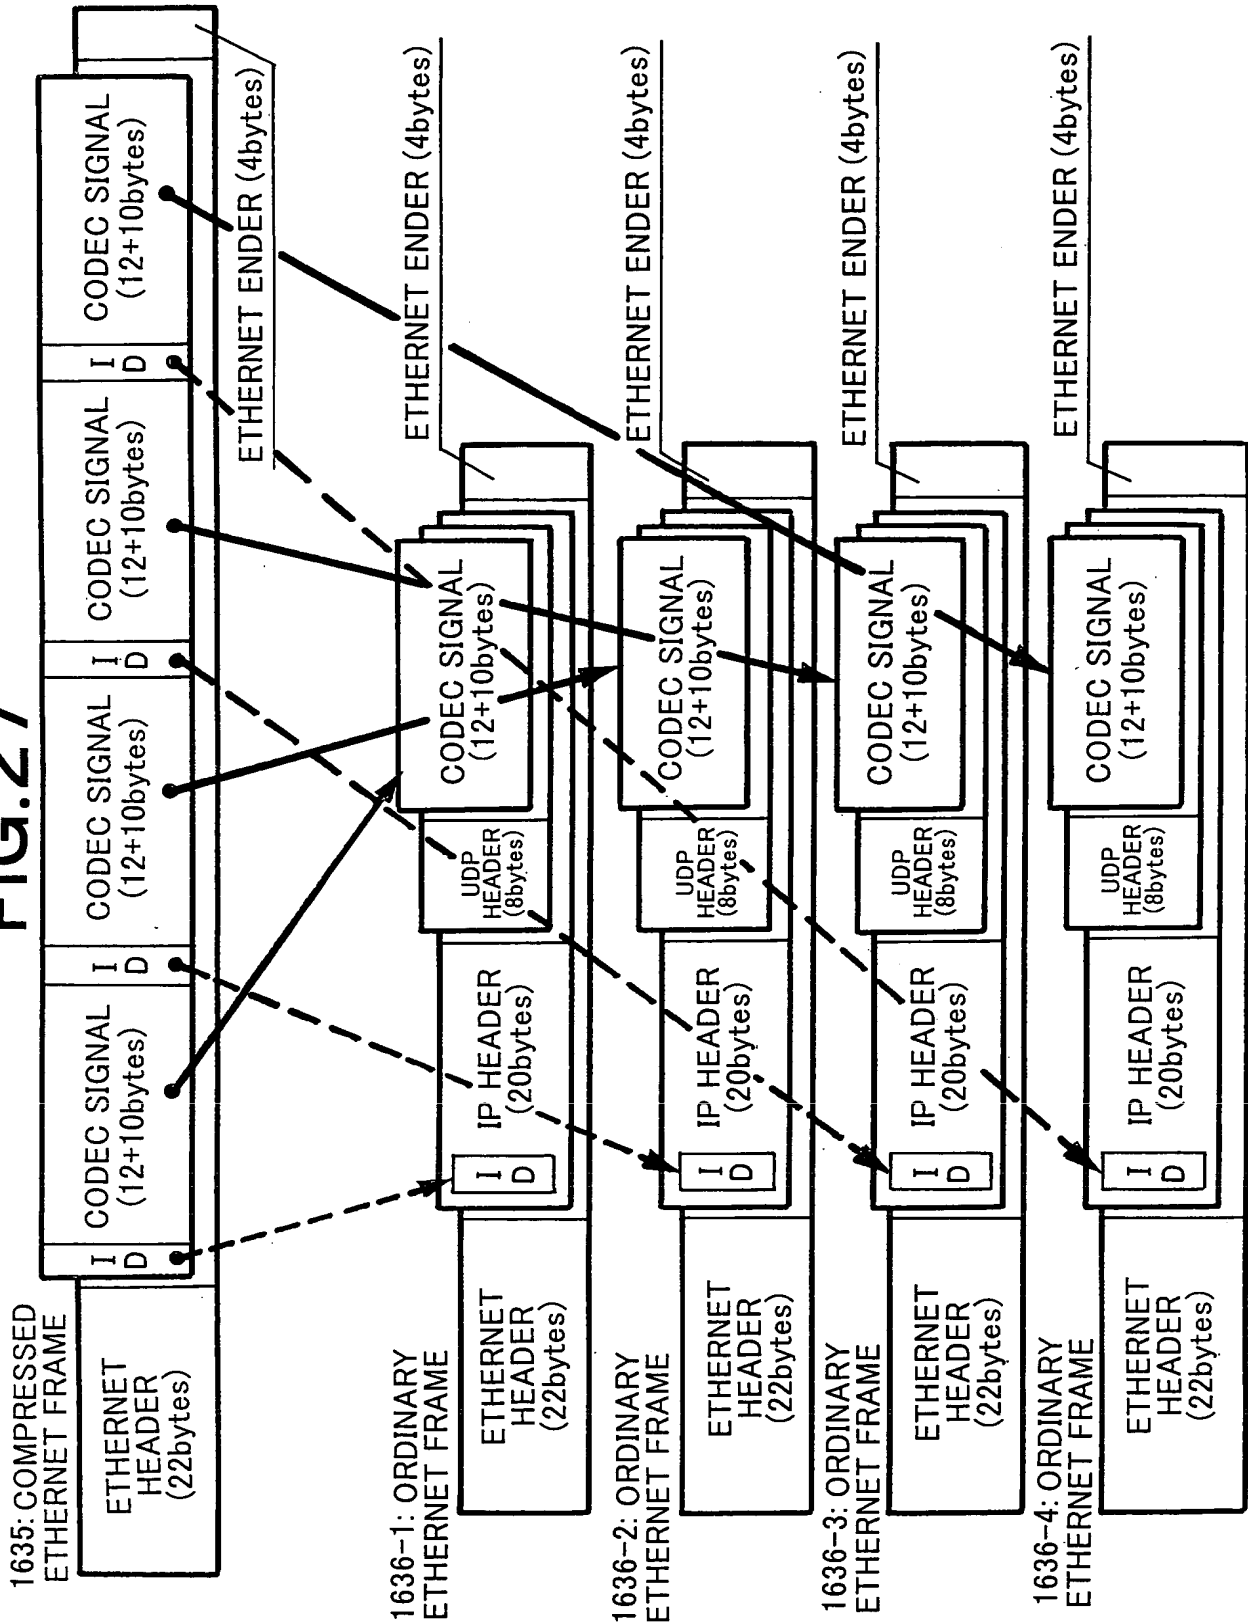 FIG.27
1635: COMPRESSED
ETHERNET FRAME
ETHERNET
HEADER
(22bytes)
I
D
CODEC SIGNAL
(12+10bytes)
I
D
CODEC SIGNAL
(12+10bytes)
I
D
CODEC SIGNAL
(12+10bytes)
I
D
CODEC SIGNAL
(12+10bytes)
ETHERNET ENDER (4bytes)
1636-1: ORDINARY
ETHERNET FRAME
ETHERNET
HEADER
(22bytes)
I
D
IP HEADER
(20bytes)
UDP
HEADER
(8bytes)
CODEC SIGNAL
(12+10bytes)
ETHERNET ENDER (4bytes)
1636-2: ORDINARY
ETHERNET FRAME
ETHERNET
HEADER
(22bytes)
I
D
IP HEADER
(20bytes)
UDP
HEADER
(8bytes)
CODEC SIGNAL
(12+10bytes)
ETHERNET ENDER (4bytes)
1636-3: ORDINARY
ETHERNET FRAME
ETHERNET
HEADER
(22bytes)
I
D
IP HEADER
(20bytes)
UDP
HEADER
(8bytes)
CODEC SIGNAL
(12+10bytes)
ETHERNET ENDER (4bytes)
1636-4: ORDINARY
ETHERNET FRAME
ETHERNET
HEADER
(22bytes)
I
D
IP HEADER
(20bytes)
UDP
HEADER
(8bytes)
CODEC SIGNAL
(12+10bytes)
ETHERNET ENDER (4bytes)